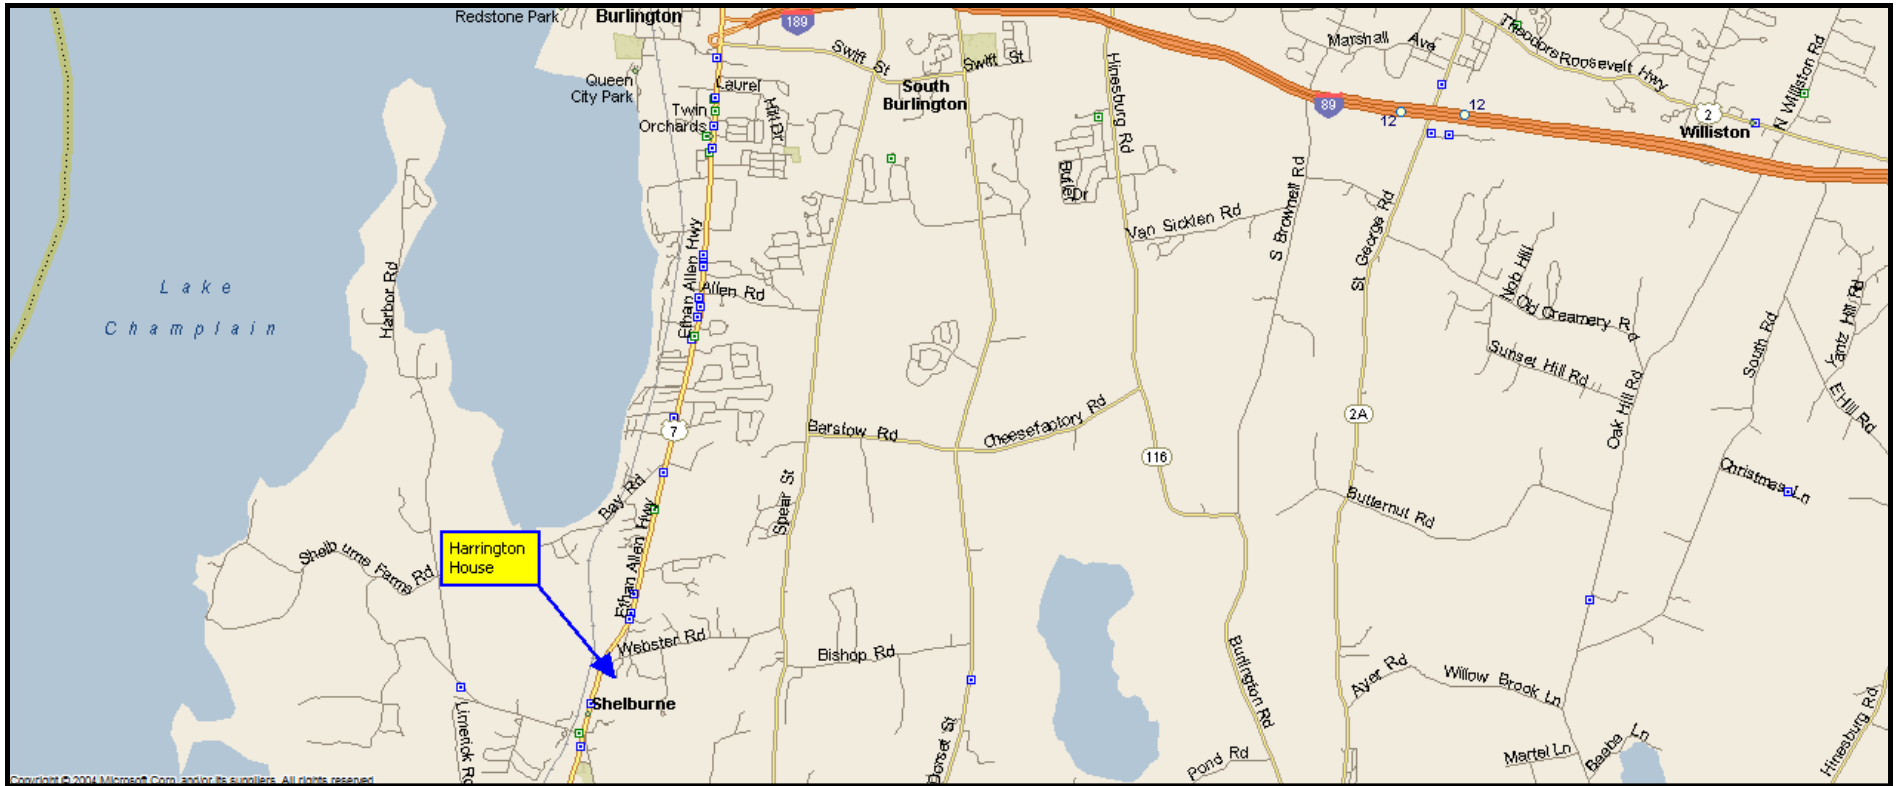 Redstone Park
Burlington
189
Theodore Roosevelt Hwy
Marshall Ave
N Williston Rd
Swift St
Swift St
Hinesburg Rd
Queen
City Park
Laurel
Hill Dr
South
Burlington
89
12
12
2
Williston
Twin
Orchards
Butler
Dr
S Brownell Rd
St George Rd
Van Sicklen Rd
Ethan Allen Hwy
Nob Hill
Lake
Champlain
Harbor Rd
Allen Rd
Old Creamery Rd
South Rd
Yantz Hill Rd
Sunset Hill Rd
Oak Hill Rd
E Hill Rd
2A
7
Barstow Rd
Cheesefactory Rd
116
Christmas Ln
Bay Rd
Spear St
Butternut Rd
Ethan Allen Hwy
Harrington
House
Shelburne Farms Rd
Webster Rd
Bishop Rd
Burlington Rd
Ayer Rd
Willow Brook Ln
Shelburne
Limerick Rd
Dorset St
Pond Rd
Martel Ln
Beebe Ln
Hinesburg Rd
Copyright © 2004 Microsoft Corp. and/or its suppliers. All rights reserved.